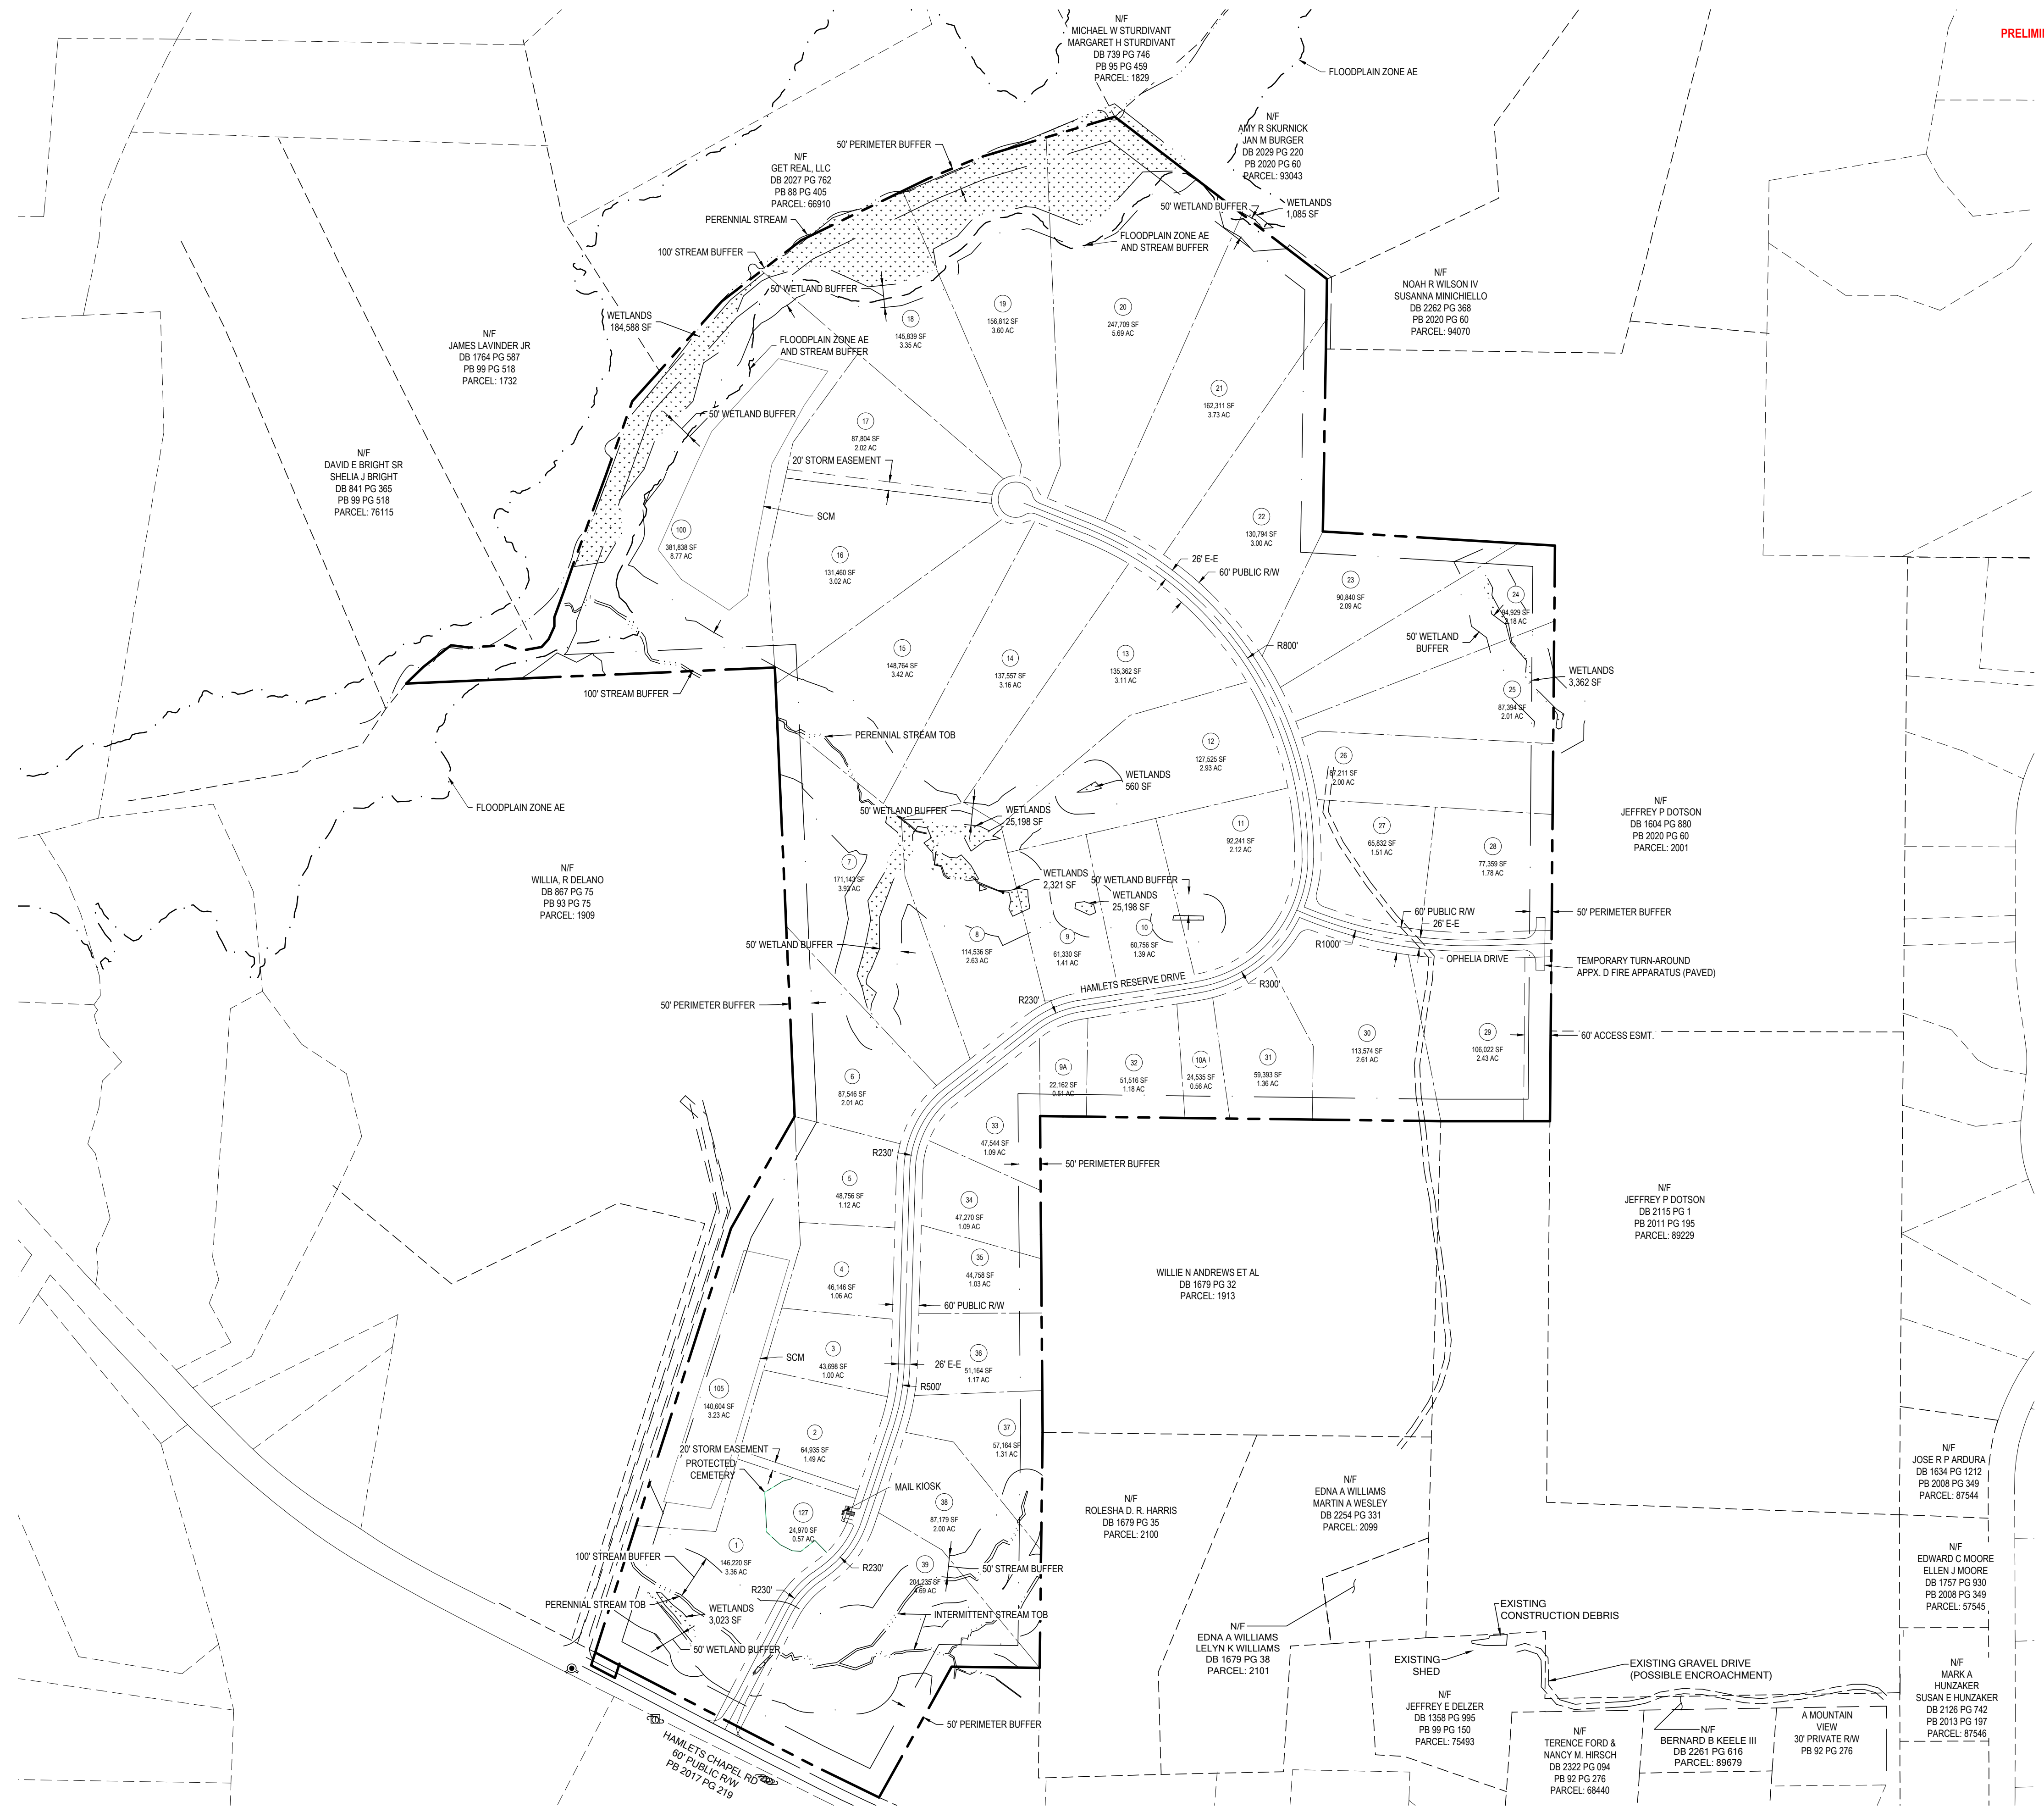 PRELIMI
N/F
MICHAEL W STURDIVANT
MARGARET H STURDIVANT
DB 739 PG 746
PB 95 PG 459
PARCEL: 1829
FLOODPLAIN ZONE AE
N/F
AMY R SKURNICK
JAN M BURGER
DB 2029 PG 220
PB 2020 PG 60
PARCEL: 93043
50' PERIMETER BUFFER
N/F
GET REAL, LLC
DB 2027 PG 762
PB 88 PG 405
PARCEL: 66910
PERENNIAL STREAM
100' STREAM BUFFER
50' WETLAND BUFFER
WETLANDS
1,085 SF
FLOODPLAIN ZONE AE
AND STREAM BUFFER
50' WETLAND BUFFER
N/F
NOAH R WILSON IV
SUSANNA MINICHIELLO
DB 2262 PG 368
PB 2020 PG 60
PARCEL: 94070
WETLANDS
184,588 SF
N/F
JAMES LAVINDER JR
DB 1764 PG 587
PB 99 PG 518
PARCEL: 1732
FLOODPLAIN ZONE AE
AND STREAM BUFFER
18
145,839 SF
3.35 AC
19
156,812 SF
3.60 AC
20
247,709 SF
5.69 AC
21
162,311 SF
3.73 AC
50' WETLAND BUFFER
17
87,804 SF
2.02 AC
20' STORM EASEMENT
N/F
DAVID E BRIGHT SR
SHELIA J BRIGHT
DB 841 PG 365
PB 99 PG 518
PARCEL: 76115
SCM
100
381,838 SF
8.77 AC
16
131,460 SF
3.02 AC
22
130,794 SF
3.00 AC
26' E-E
60' PUBLIC R/W
23
90,840 SF
2.09 AC
24
94,929 SF
2.18 AC
50' WETLAND
BUFFER
R800'
15
148,764 SF
3.42 AC
14
137,557 SF
3.16 AC
13
135,362 SF
3.11 AC
WETLANDS
3,362 SF
25
87,394 SF
2.01 AC
100' STREAM BUFFER
PERENNIAL STREAM TOB
12
127,525 SF
2.93 AC
26
87,211 SF
2.00 AC
WETLANDS
560 SF
FLOODPLAIN ZONE AE
50' WETLAND BUFFER
WETLANDS
25,198 SF
11
92,241 SF
2.12 AC
27
65,832 SF
1.51 AC
28
77,359 SF
1.78 AC
N/F
JEFFREY P DOTSON
DB 1604 PG 880
PB 2020 PG 60
PARCEL: 2001
N/F
WILLIA, R DELANO
DB 867 PG 75
PB 93 PG 75
PARCEL: 1909
7
171,143 SF
3.93 AC
WETLANDS
2,321 SF
50' WETLAND BUFFER
WETLANDS
25,198 SF
60' PUBLIC R/W
26' E-E
50' PERIMETER BUFFER
50' WETLAND BUFFER
8
114,536 SF
2.63 AC
9
61,330 SF
1.41 AC
10
60,756 SF
1.39 AC
R1000'
OPHELIA DRIVE
TEMPORARY TURN-AROUND
APPX. D FIRE APPARATUS (PAVED)
HAMLETS RESERVE DRIVE
R300'
R230'
50' PERIMETER BUFFER
60' ACCESS ESMT.
6
87,546 SF
2.01 AC
9A
22,162 SF
0.51 AC
32
51,516 SF
1.18 AC
10A
24,535 SF
0.56 AC
31
59,393 SF
1.36 AC
30
113,574 SF
2.61 AC
29
106,022 SF
2.43 AC
33
47,544 SF
1.09 AC
R230'
50' PERIMETER BUFFER
5
48,756 SF
1.12 AC
34
47,270 SF
1.09 AC
N/F
JEFFREY P DOTSON
DB 2115 PG 1
PB 2011 PG 195
PARCEL: 89229
4
46,146 SF
1.06 AC
35
44,758 SF
1.03 AC
WILLIE N ANDREWS ET AL
DB 1679 PG 32
PARCEL: 1913
60' PUBLIC R/W
SCM
3
43,698 SF
1.00 AC
26' E-E
36
51,164 SF
1.17 AC
R500'
105
140,604 SF
3.23 AC
2
64,935 SF
1.49 AC
37
57,164 SF
1.31 AC
20' STORM EASEMENT
PROTECTED
CEMETERY
MAIL KIOSK
127
24,970 SF
0.57 AC
38
87,179 SF
2.00 AC
N/F
ROLESHA D. R. HARRIS
DB 1679 PG 35
PARCEL: 2100
N/F
EDNA A WILLIAMS
MARTIN A WESLEY
DB 2254 PG 331
PARCEL: 2099
N/F
JOSE R P ARDURA
DB 1634 PG 1212
PB 2008 PG 349
PARCEL: 87544
1
146,220 SF
3.36 AC
100' STREAM BUFFER
R230'
39
204,235 SF
4.69 AC
50' STREAM BUFFER
R230'
PERENNIAL STREAM TOB
WETLANDS
3,023 SF
INTERMITTENT STREAM TOB
50' WETLAND BUFFER
N/F
EDWARD C MOORE
ELLEN J MOORE
DB 1757 PG 930
PB 2008 PG 349
PARCEL: 57545
EXISTING
CONSTRUCTION DEBRIS
N/F
EDNA A WILLIAMS
LELYN K WILLIAMS
DB 1679 PG 38
PARCEL: 2101
EXISTING
SHED
EXISTING GRAVEL DRIVE
(POSSIBLE ENCROACHMENT)
N/F
MARK A
HUNZAKER
SUSAN E HUNZAKER
DB 2126 PG 742
PB 2013 PG 197
PARCEL: 87546
N/F
JEFFREY E DELZER
DB 1358 PG 995
PB 99 PG 150
PARCEL: 75493
N/F
TERENCE FORD &
NANCY M. HIRSCH
DB 2322 PG 094
PB 92 PG 276
PARCEL: 68440
N/F
BERNARD B KEELE III
DB 2261 PG 616
PARCEL: 89679
A MOUNTAIN
VIEW
30' PRIVATE R/W
PB 92 PG 276
50' PERIMETER BUFFER
HAMLETS CHAPEL RD
60' PUBLIC R/W
PB 2017 PG 219